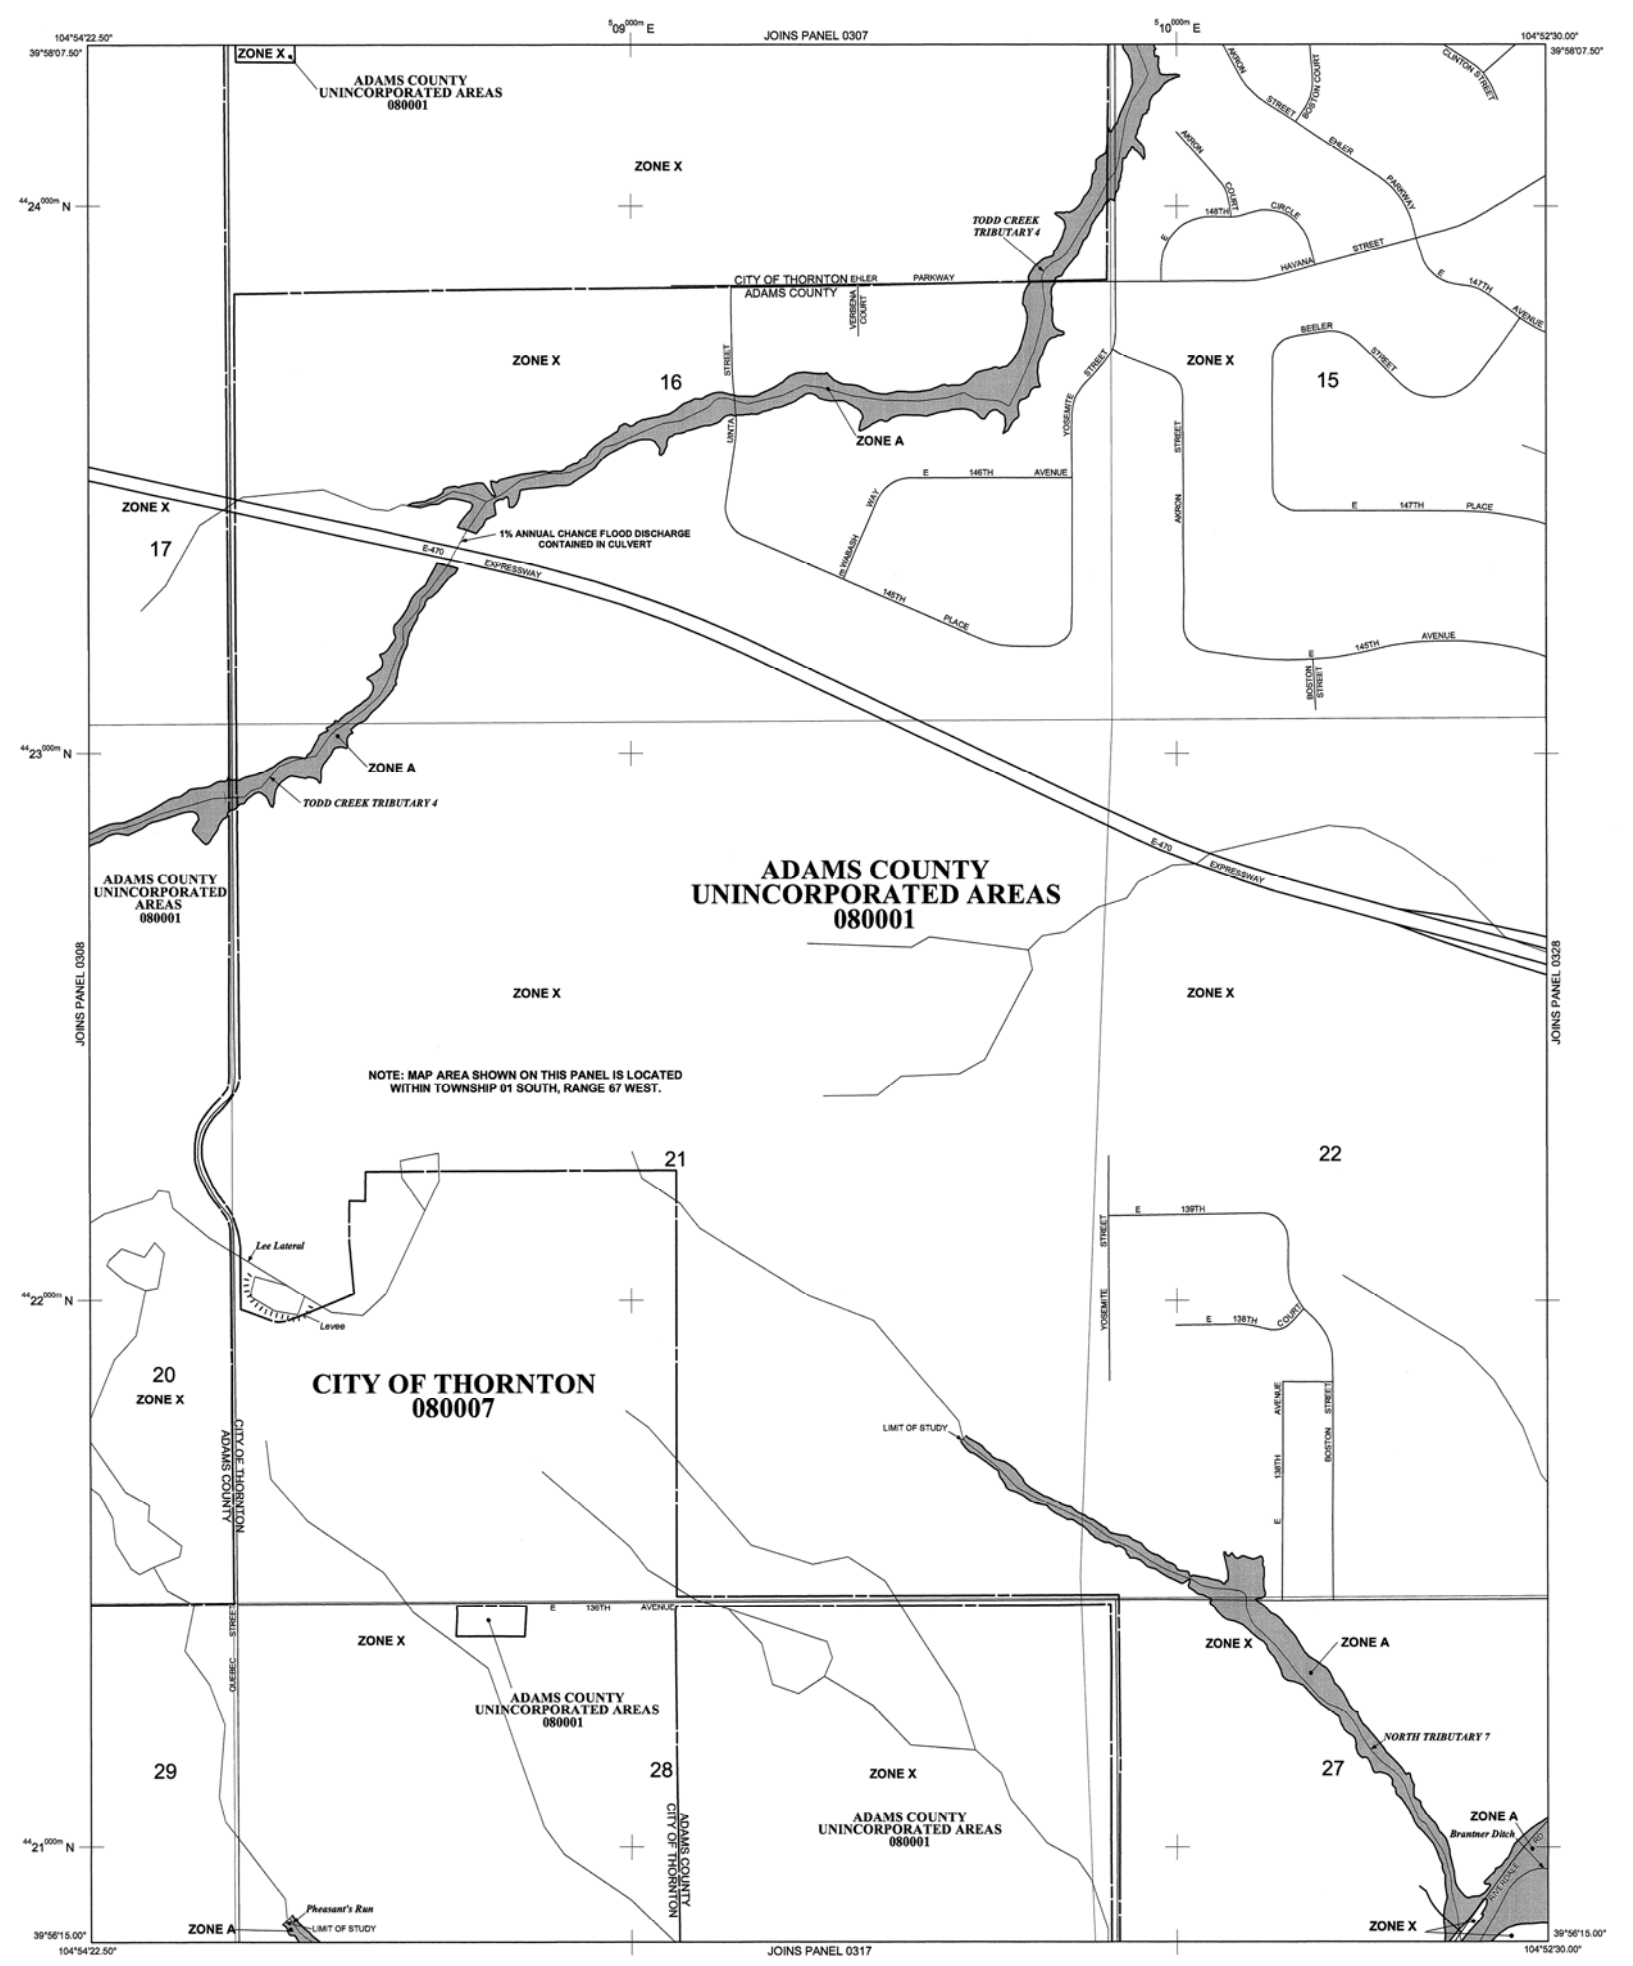 509000m E
510000m E
104°54'22.50"
JOINS PANEL 0307
104°52'30.00"
39°58'07.50"
39°58'07.50"
ZONE X
ADAMS COUNTY
UNINCORPORATED AREAS
080001
AKRON
STREET
BOSTON COURT
CLINTON STREET
EHLER
PARKWAY
ZONE X
AKRON
COURT
4424000m N
TODD CREEK
TRIBUTARY 4
E
148TH
CIRCLE
HAVANA
STREET
CITY OF THORNTON
EHLER
PARKWAY
ADAMS COUNTY
VERBENA
COURT
E
147TH
AVENUE
ZONE X
16
UINTA
STREET
YOSEMITE
STREET
ZONE X
15
BEELER
STREET
ZONE A
AKRON
STREET
E
146TH
AVENUE
E
147TH
PLACE
ZONE X
17
1% ANNUAL CHANCE FLOOD DISCHARGE
CONTAINED IN CULVERT
E-470
EXPRESSWAY
WABASH
WAY
E
145TH
PLACE
E
145TH
AVENUE
BOSTON
STREET
4423000m N
ZONE A
TODD CREEK TRIBUTARY 4
E-470
EXPRESSWAY
ADAMS COUNTY
UNINCORPORATED
AREAS
080001
ADAMS COUNTY
UNINCORPORATED AREAS
080001
JOINS PANEL 0308
JOINS PANEL 0328
ZONE X
ZONE X
NOTE: MAP AREA SHOWN ON THIS PANEL IS LOCATED
WITHIN TOWNSHIP 01 SOUTH, RANGE 67 WEST.
21
22
E
139TH
YOSEMITE
STREET
Lee Lateral
Levee
4422000m N
E
138TH
COURT
20
ZONE X
CITY OF THORNTON
080007
LIMIT OF STUDY
E
138TH
AVENUE
BOSTON
STREET
ADAMS COUNTY
CITY OF THORNTON
E
136TH
AVENUE
QUEBEC
STREET
ZONE X
ADAMS COUNTY
UNINCORPORATED AREAS
080001
ZONE X
ZONE A
NORTH TRIBUTARY 7
29
28
27
ZONE X
ADAMS COUNTY
UNINCORPORATED AREAS
080001
CITY OF THORNTON
ADAMS COUNTY
ZONE A
Brantner Ditch
RIVERDALE
RD
4421000m N
Pheasant's Run
ZONE A
LIMIT OF STUDY
ZONE X
39°56'15.00"
39°56'15.00"
104°54'22.50"
JOINS PANEL 0317
104°52'30.00"